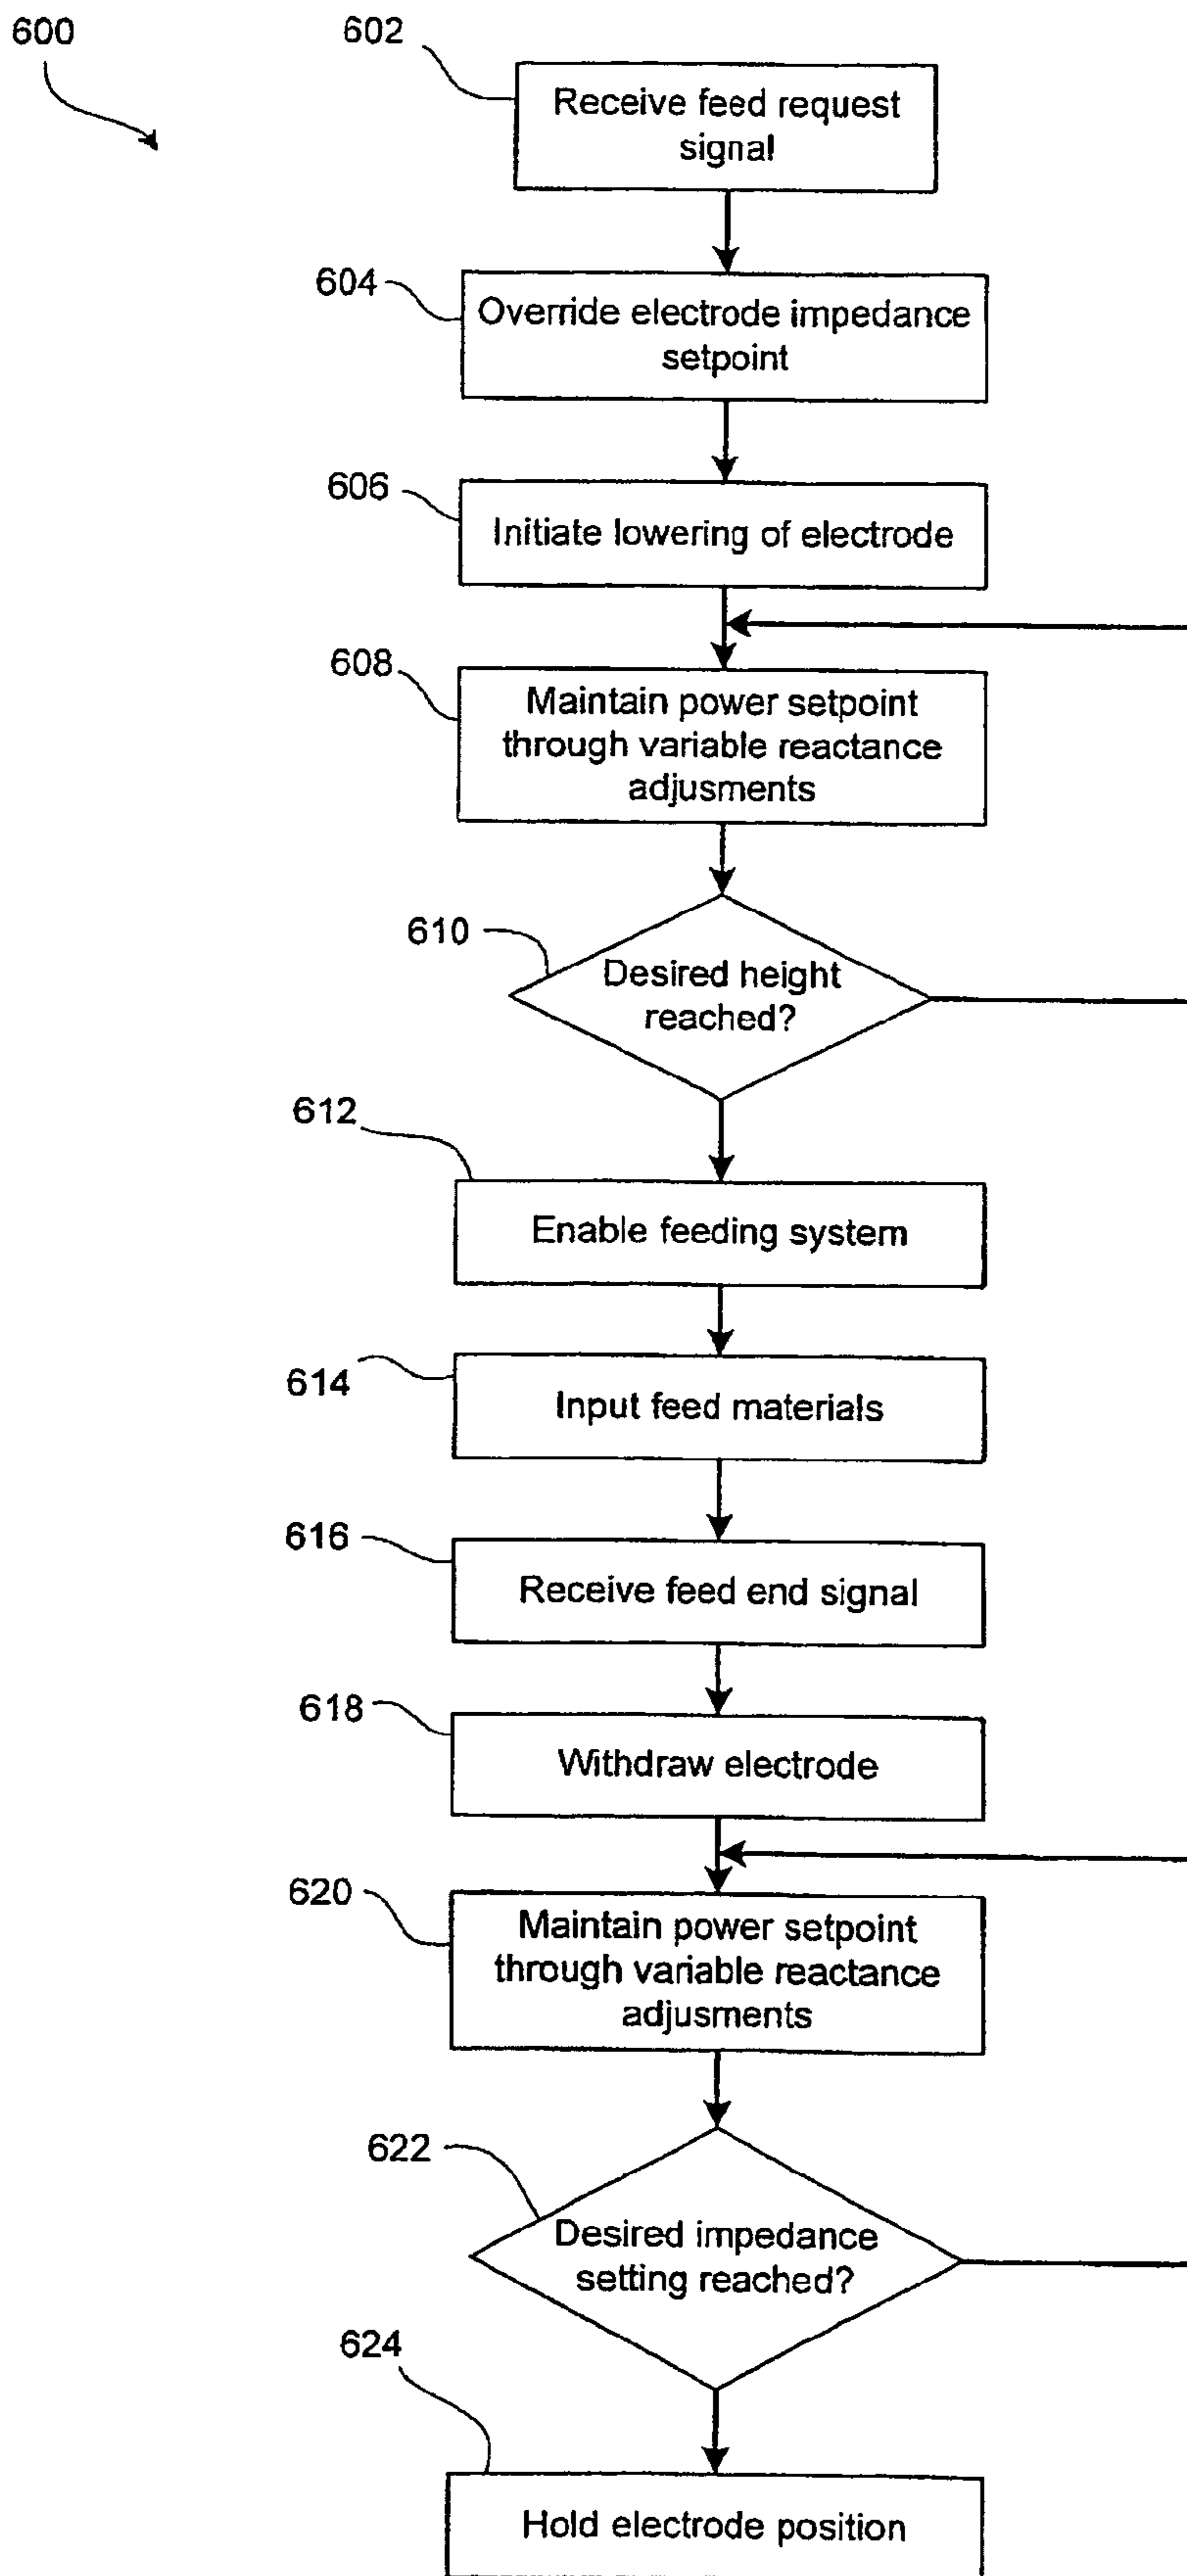 600
602
Receive feed request
signal
604
Override electrode impedance
setpoint
606
Initiate lowering of electrode
608
Maintain power setpoint
through variable reactance
adjusments
610
Desired height
reached?
612
Enable feeding system
614
Input feed materials
616
Receive feed end signal
618
Withdraw electrode
620
Maintain power setpoint
through variable reactance
adjusments
622
Desired impedance
setting reached?
624
Hold electrode position